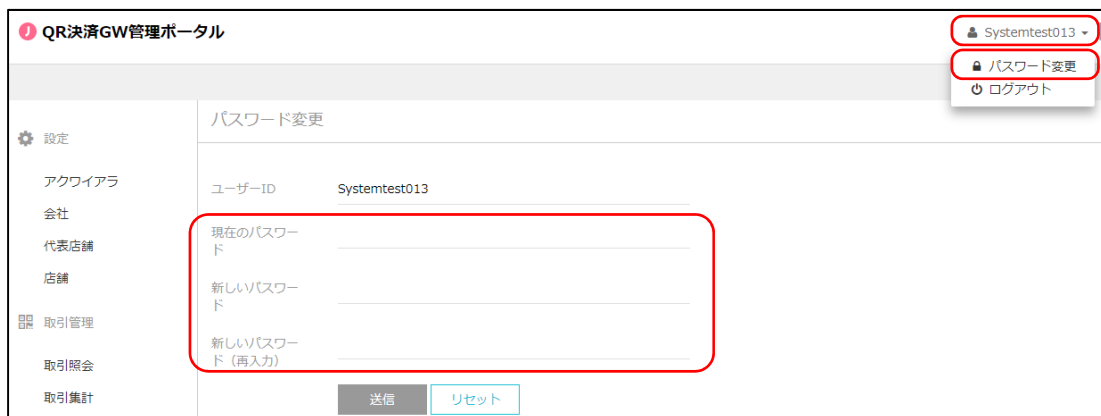 J QR決済GW管理ポータル
Systemtest013
パスワード変更
ログアウト
設定
アクワイアラ
会社
代表店舗
店舗
取引管理
取引照会
取引集計
パスワード変更
ユーザーID Systemtest013
現在のパスワー
ド
新しいパスワー
ド
新しいパスワー
ド（再入力）
送信 リセット